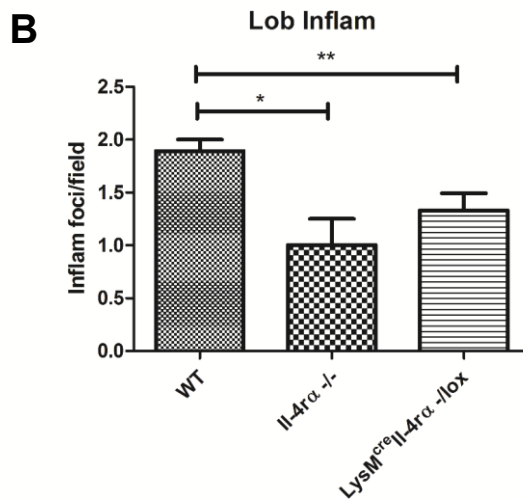 B
Lob Inflam
**
*
Inflam foci/field
2.5
2.0
1.5
1.0
0.5
0.0
WT
Il-4rα -/-
LysMcreIl-4rα -/lox